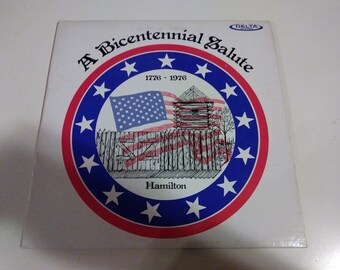 DELTA
A Bicentennial Salute
1776 - 1976
Hamilton